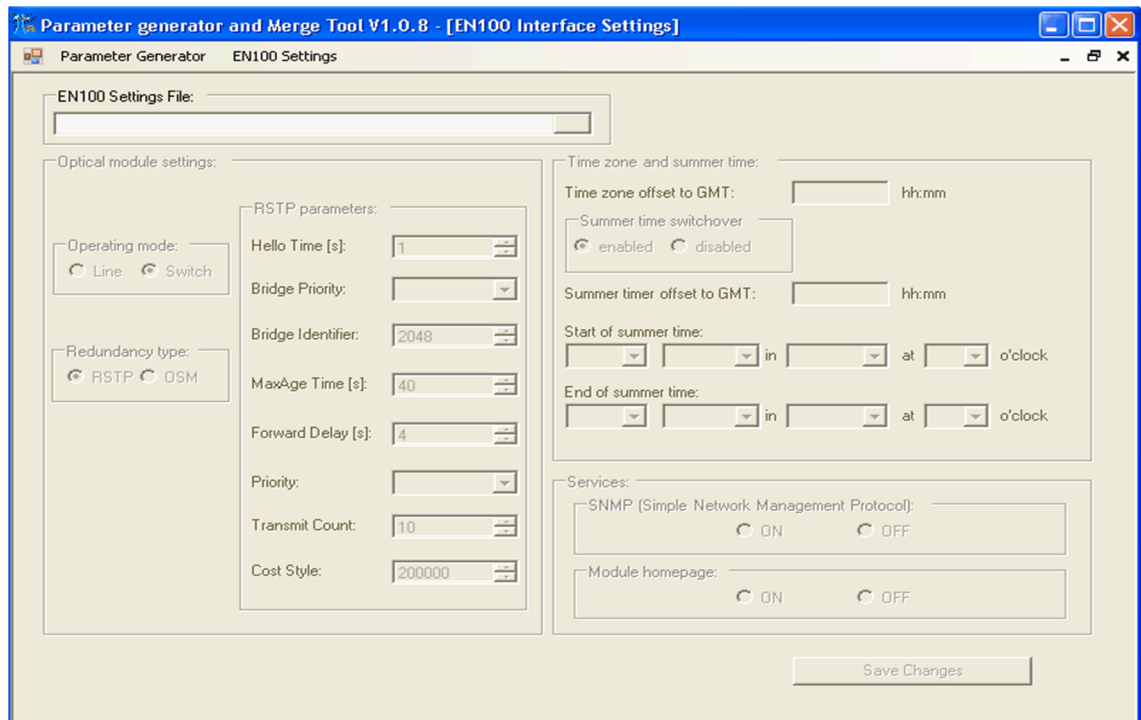 Parameter generator and Merge Tool V1.0.8 - [EN100 Interface Settings]
Parameter Generator EN100 Settings
EN100 Settings File:
Optical module settings:
Operating mode:
Line Switch
Redundancy type:
RSTP OSM
RSTP parameters:
Hello Time [s]: 1
Bridge Priority:
Bridge Identifier: 2048
MaxAge Time [s]: 40
Forward Delay [s]: 4
Priority:
Transmit Count: 10
Cost Style: 200000
Time zone and summer time:
Time zone offset to GMT: hh:mm
Summer time switchover
enabled disabled
Summer timer offset to GMT: hh:mm
Start of summer time:
in at o'clock
End of summer time:
in at o'clock
Services:
SNMP (Simple Network Management Protocol):
ON OFF
Module homepage:
ON OFF
Save Changes